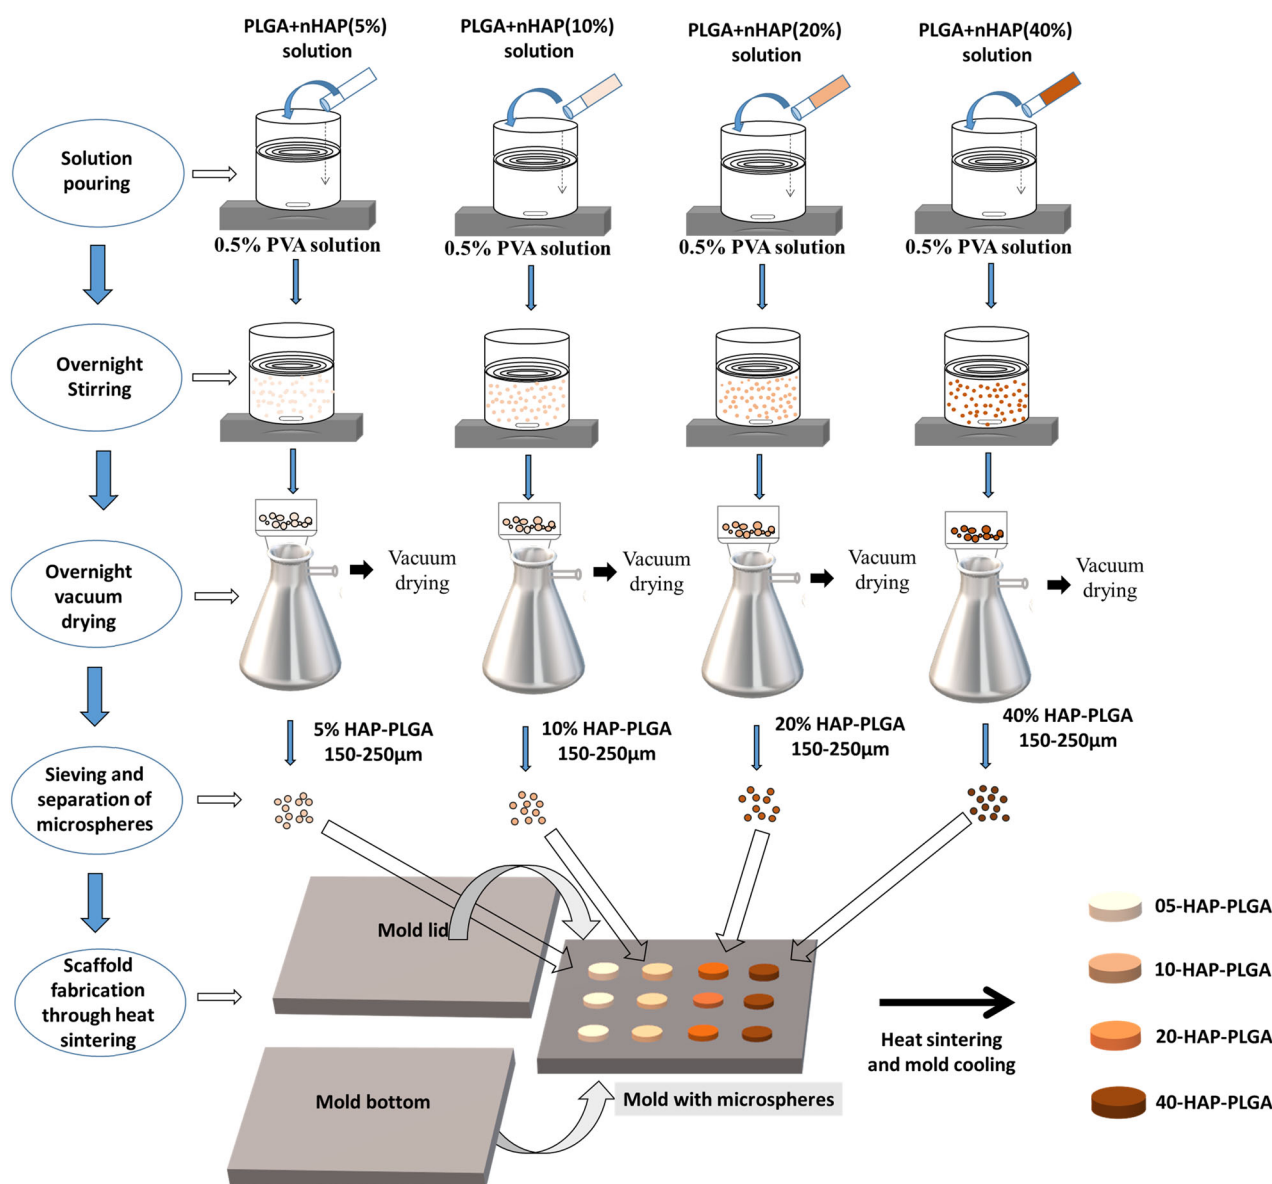 PLGA+nHAP(5%)
solution
PLGA+nHAP(10%)
solution
PLGA+nHAP(20%)
solution
PLGA+nHAP(40%)
solution
Solution
pouring
0.5% PVA solution
0.5% PVA solution
0.5% PVA solution
0.5% PVA solution
Overnight
Stirring
Overnight
vacuum
drying
Vacuum
drying
Vacuum
drying
Vacuum
drying
Vacuum
drying
5% HAP-PLGA
150-250µm
10% HAP-PLGA
150-250µm
20% HAP-PLGA
150-250µm
40% HAP-PLGA
150-250µm
Sieving and
separation of
microspheres
Mold lid
Scaffold
fabrication
through heat
sintering
Mold bottom
Mold with microspheres
Heat sintering
and mold cooling
05-HAP-PLGA
10-HAP-PLGA
20-HAP-PLGA
40-HAP-PLGA